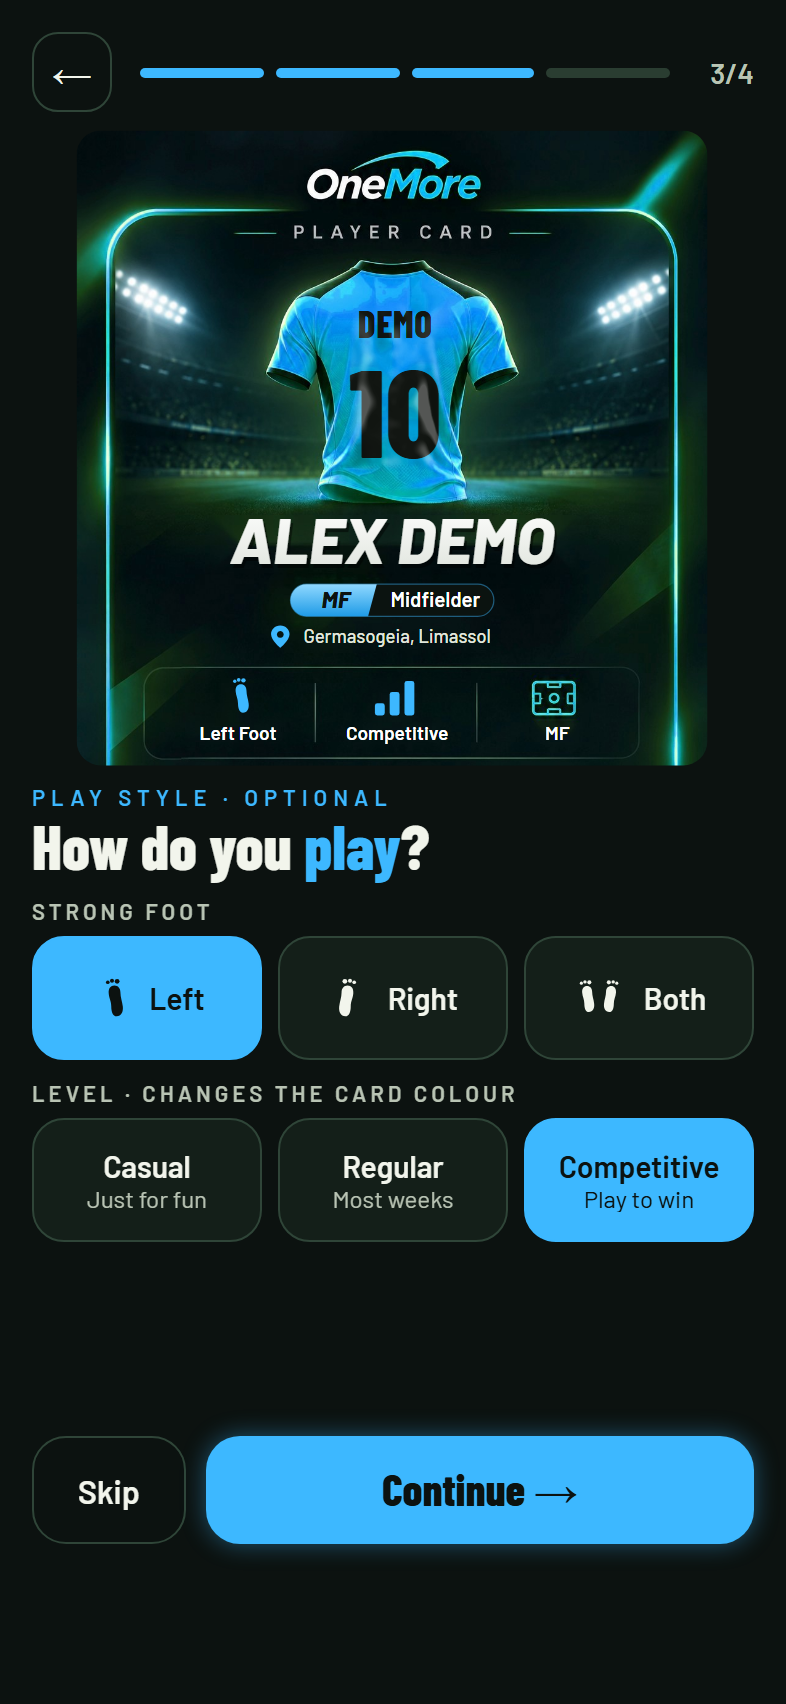 ← 3/4
OneMore
PLAYER CARD
DEMO
10
ALEX DEMO
MF Midfielder
Germasogeia, Limassol
Left Foot Competitive MF
PLAY STYLE · OPTIONAL
How do you play?
STRONG FOOT
Left Right Both
LEVEL · CHANGES THE CARD COLOUR
Casual Regular Competitive
Just for fun Most weeks Play to win
Skip Continue →